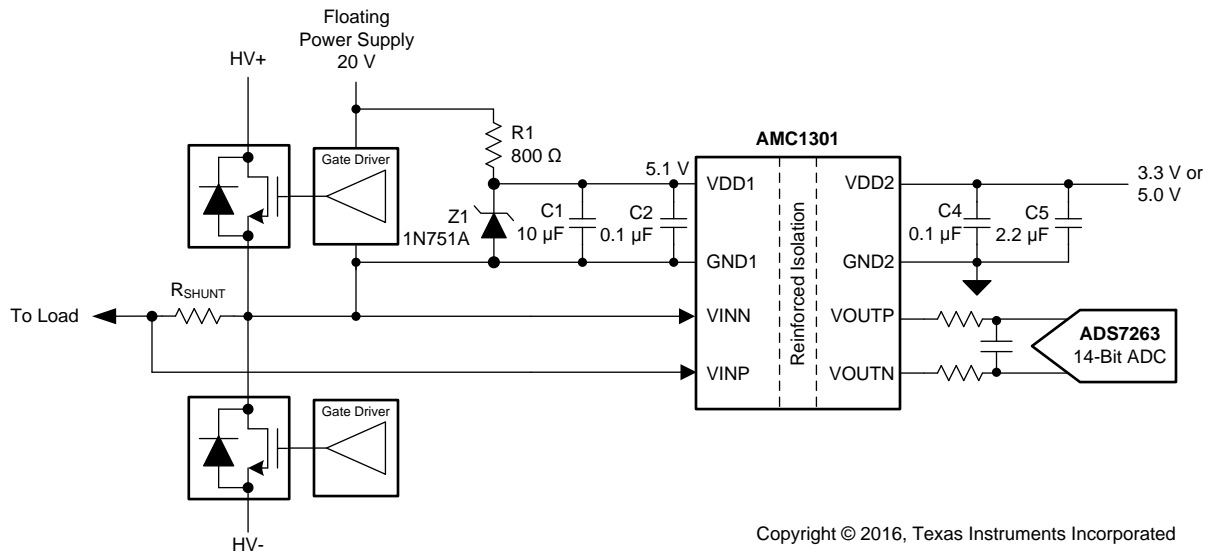 Floating
Power Supply
20 V
HV+
Gate Driver
R1
800 Ω
5.1 V
Z1
1N751A
C1
10 µF
C2
0.1 µF
AMC1301
VDD1
GND1
VINN
VINP
Reinforced Isolation
VDD2
GND2
VOUTP
VOUTN
C4
0.1 µF
C5
2.2 µF
3.3 V or
5.0 V
RSHUNT
To Load
ADS7263
14-Bit ADC
Gate Driver
HV-
Copyright © 2016, Texas Instruments Incorporated